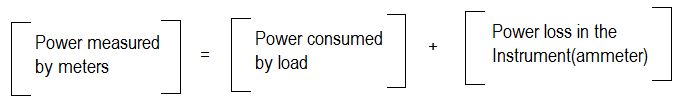 Power measured
by meters
=
Power consumed
by load
+
Power loss in the
Instrument(ammeter)